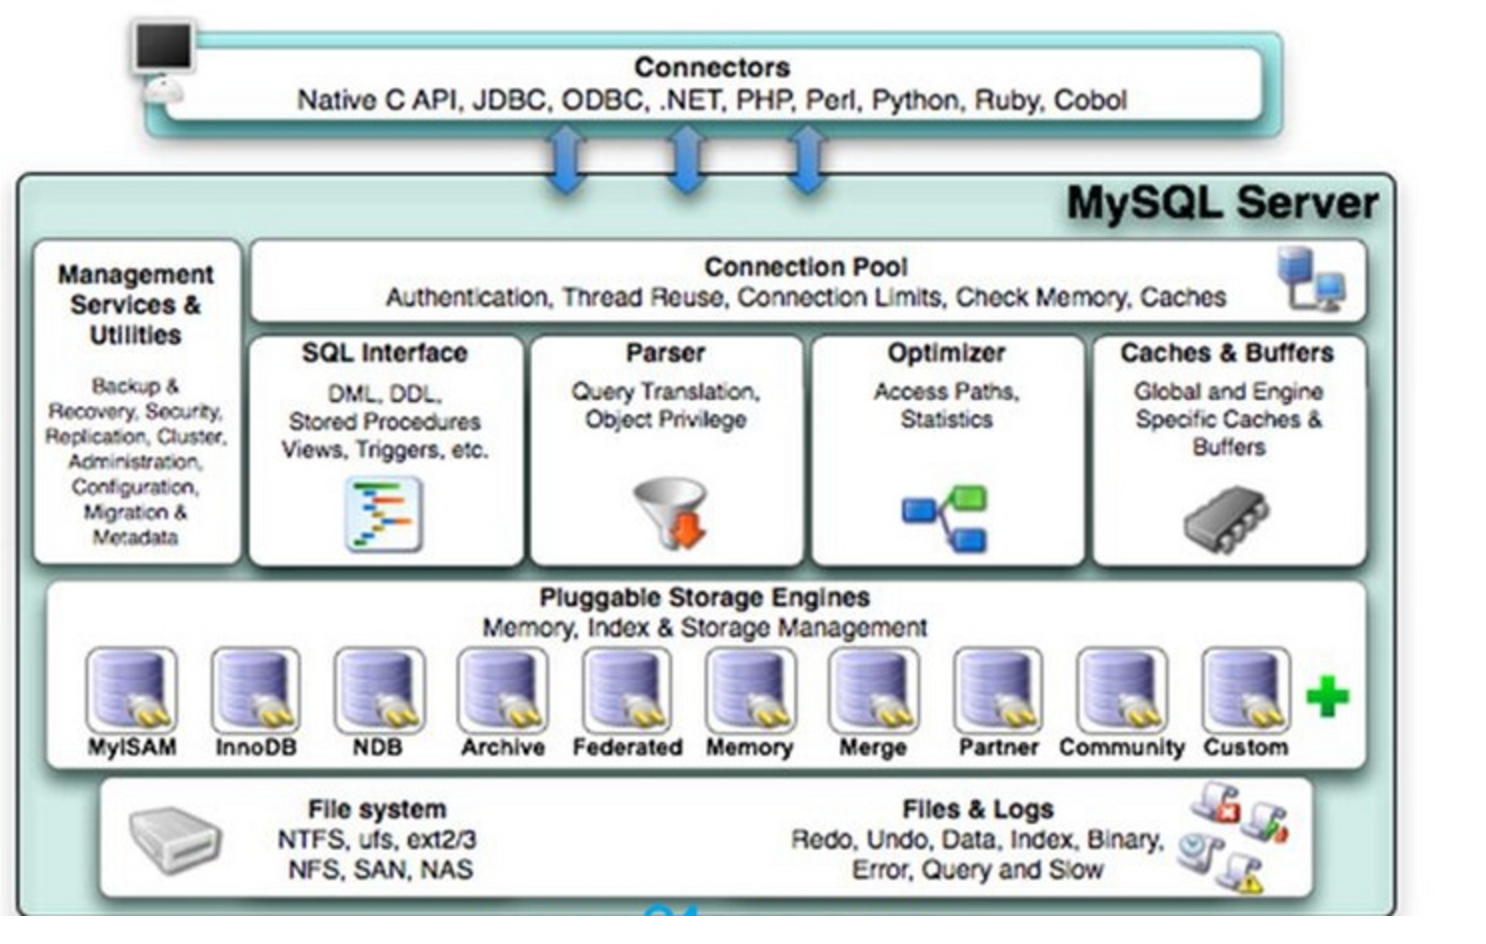 Connectors
Native C API, JDBC, ODBC, .NET, PHP, Perl, Python, Ruby, Cobol
MySQL Server
Management
Services &
Utilities
Backup &
Recovery, Security,
Replication, Cluster,
Administration,
Configuration,
Migration &
Metadata
Connection Pool
Authentication, Thread Reuse, Connection Limits, Check Memory, Caches
SQL Interface
DML, DDL,
Stored Procedures
Views, Triggers, etc.
Parser
Query Translation,
Object Privilege
Optimizer
Access Paths,
Statistics
Caches & Buffers
Global and Engine
Specific Caches &
Buffers
Pluggable Storage Engines
Memory, Index & Storage Management
MyISAM
InnoDB
NDB
Archive
Federated
Memory
Merge
Partner
Community
Custom
File system
NTFS, ufs, ext2/3
NFS, SAN, NAS
Files & Logs
Redo, Undo, Data, Index, Binary,
Error, Query and Slow